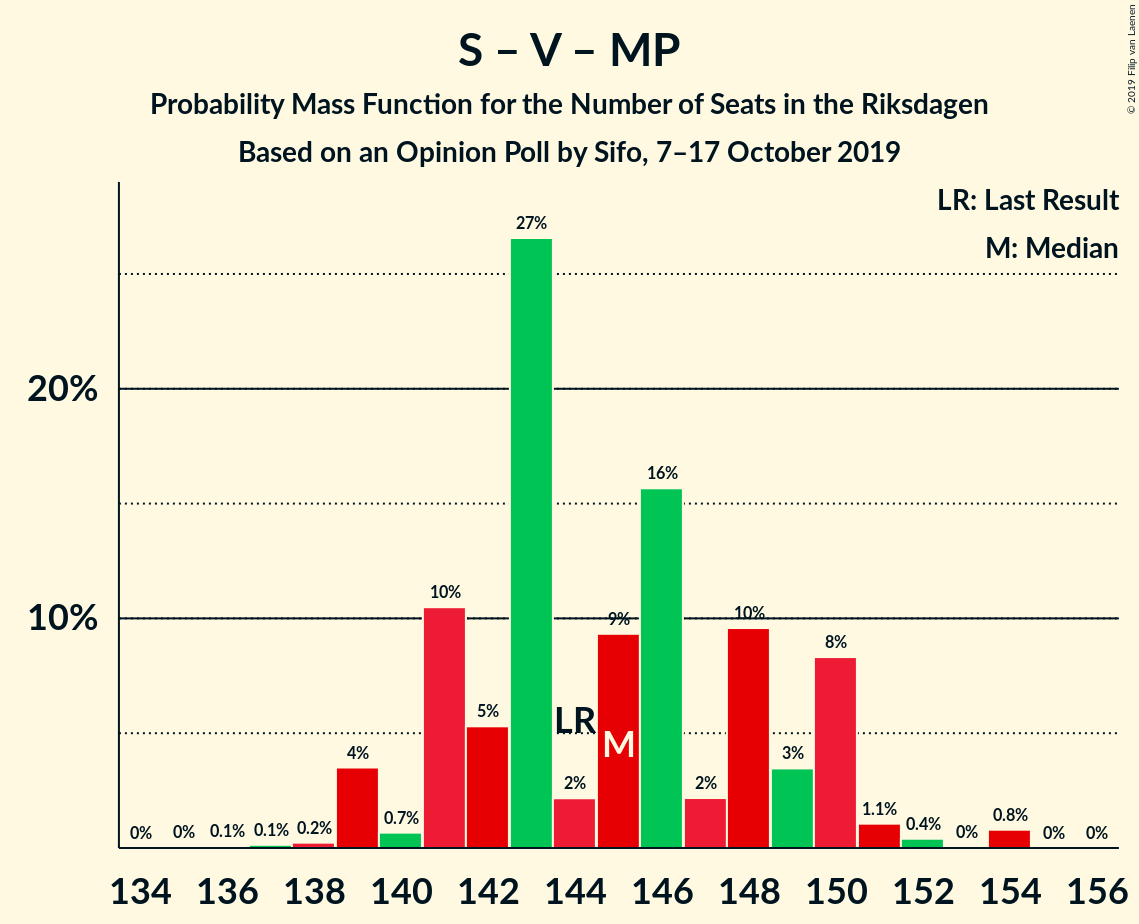 S – V – MP
Probability Mass Function for the Number of Seats in the Riksdagen
Based on an Opinion Poll by Sifo, 7–17 October 2019
© 2019 Filip van Laenen
LR: Last Result
M: Median
20%
10%
0%
0%
0.1%
0.1%
0.2%
4%
0.7%
10%
5%
27%
2%
9%
16%
2%
10%
3%
8%
1.1%
0.4%
0%
0.8%
0%
0%
LR
M
134 136 138 140 142 144 146 148 150 152 154 156